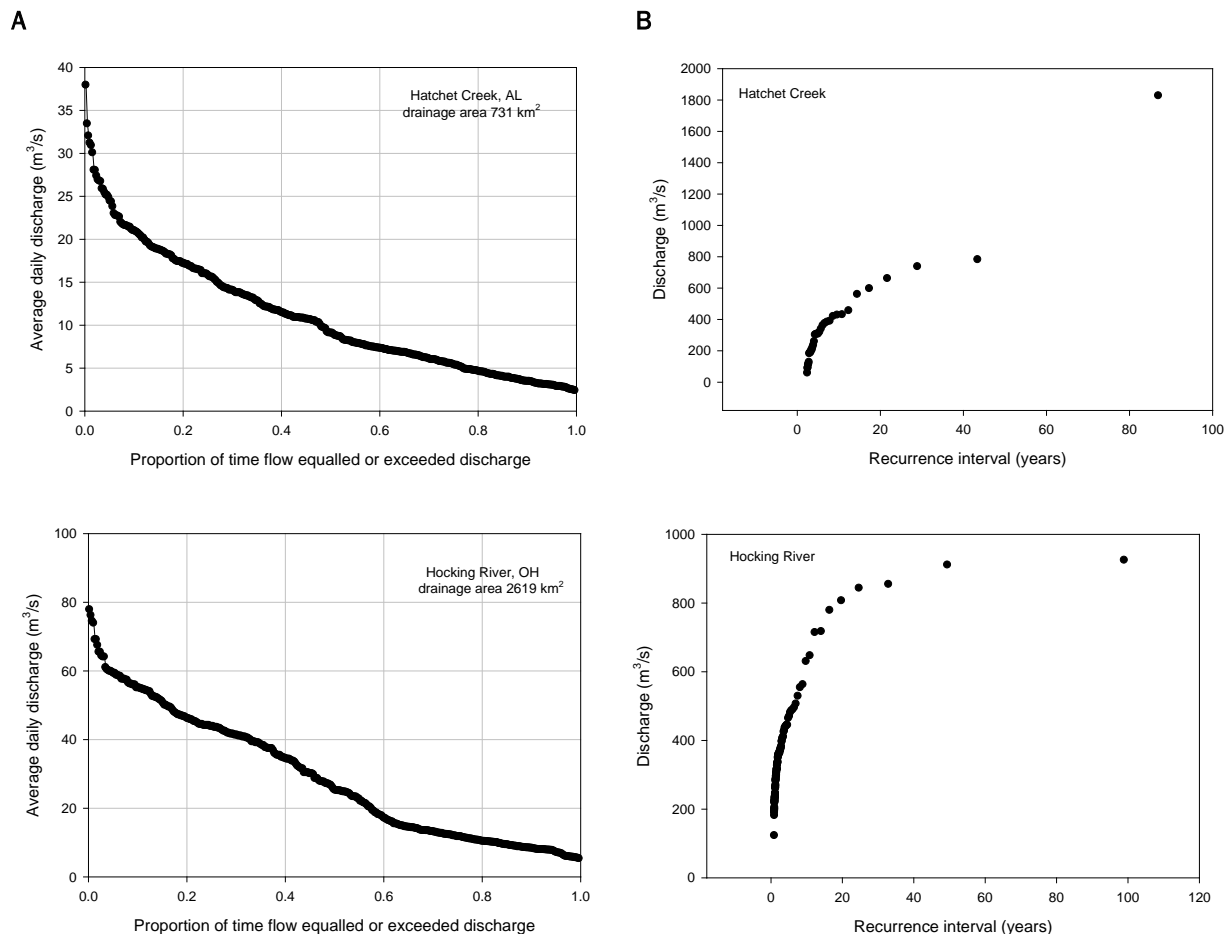 A
B
Average daily discharge (m³/s)
40
35
30
25
20
15
10
5
0
Hatchet Creek, AL
drainage area 731 km²
0.0 0.2 0.4 0.6 0.8 1.0
Proportion of time flow equalled or exceeded discharge
Discharge (m³/s)
2000
1800
1600
1400
1200
1000
800
600
400
200
0
Hatchet Creek
0 20 40 60 80 100
Recurrence interval (years)
Average daily discharge (m³/s)
100
80
60
40
20
0
Hocking River, OH
drainage area 2619 km²
0.0 0.2 0.4 0.6 0.8 1.0
Proportion of time flow equalled or exceeded discharge
Discharge (m³/s)
1000
800
600
400
200
0
Hocking River
0 20 40 60 80 100 120
Recurrence interval (years)